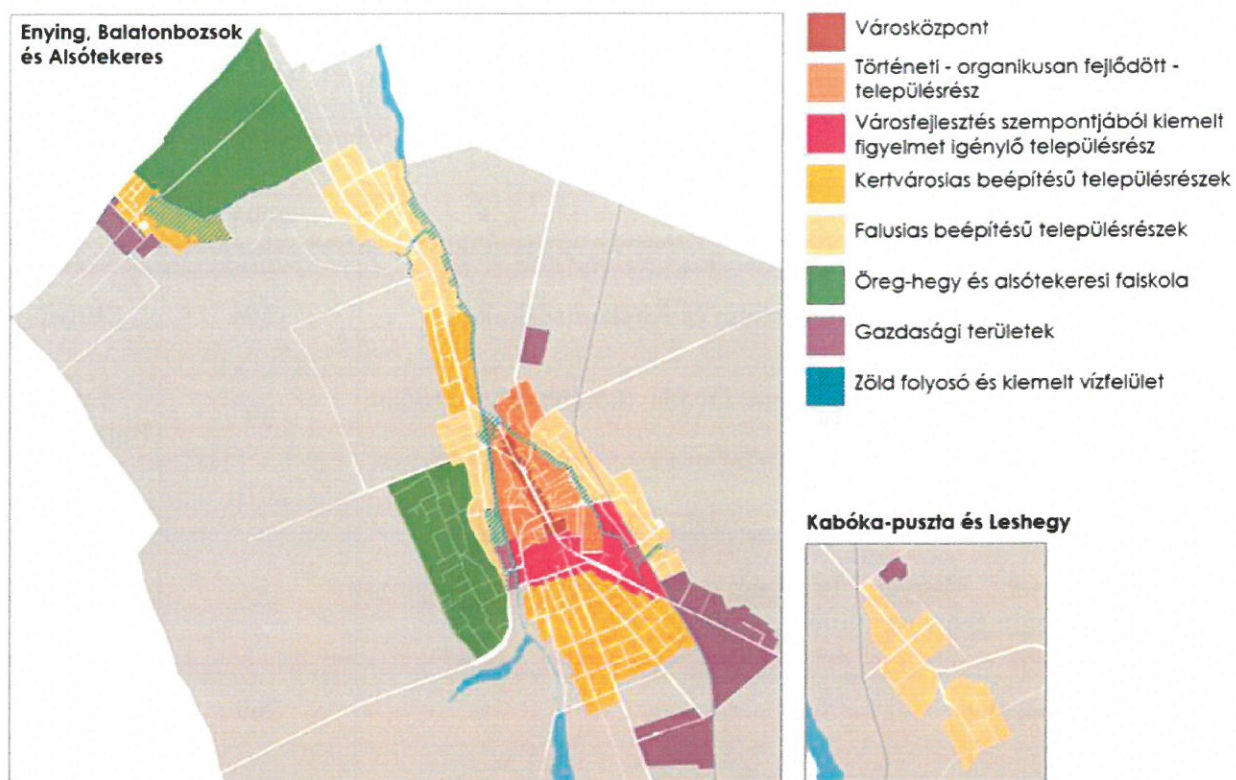 Enying, Balatonbozsok
és Alsótekeres
Városközpont
Történeti - organikusan fejlődött -
településrész
Városfejlesztés szempontjából kiemelt
figyelmet igénylő településrész
Kertvárosias beépítésű településrészek
Falusias beépítésű településrészek
Öreg-hegy és alsótekeresi faiskola
Gazdasági területek
Zöld folyosó és kiemelt vízfelület
Kabóka-puszta és Leshegy